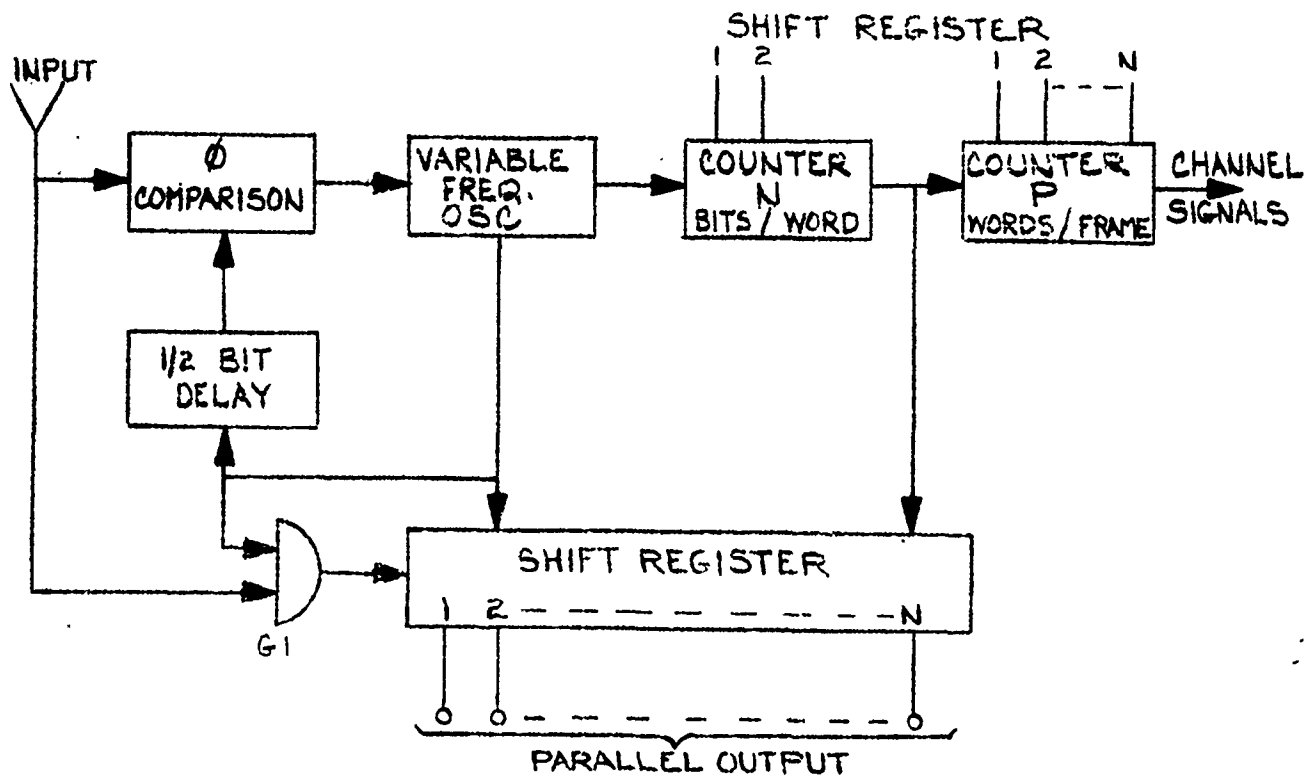 SHIFT REGISTER
1 2
1 2 N
INPUT
Ø
COMPARISON
VARIABLE
FREQ.
OSC
COUNTER
N
BITS / WORD
COUNTER
P
WORDS / FRAME
CHANNEL
SIGNALS
1/2 BIT
DELAY
G1
SHIFT REGISTER
1 2 N
PARALLEL OUTPUT